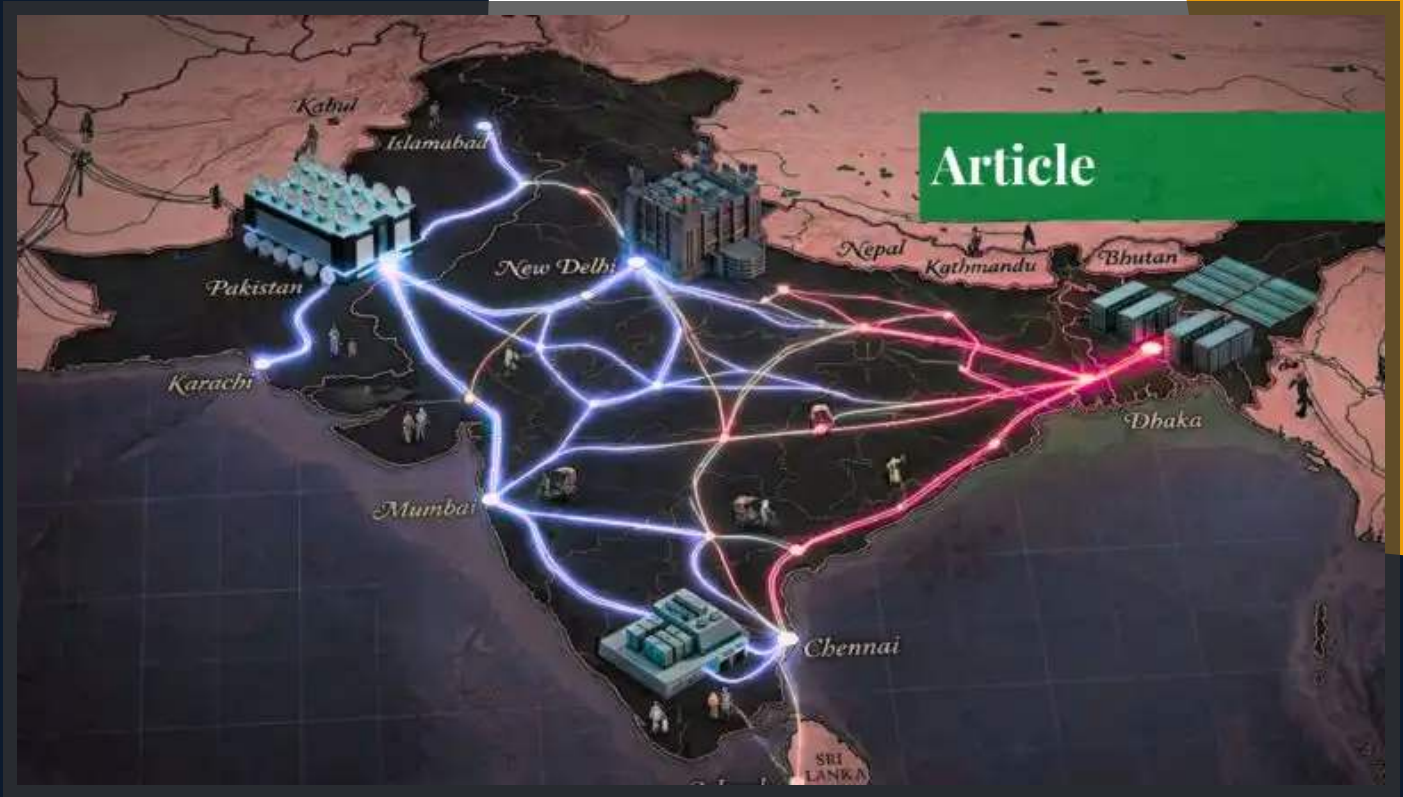 Article
Kabul
Islamabad
New Delhi
Nepal
Kathmandu
Bhutan
Pakistan
Karachi
Dhaka
Mumbai
Chennai
SRI
LANKA